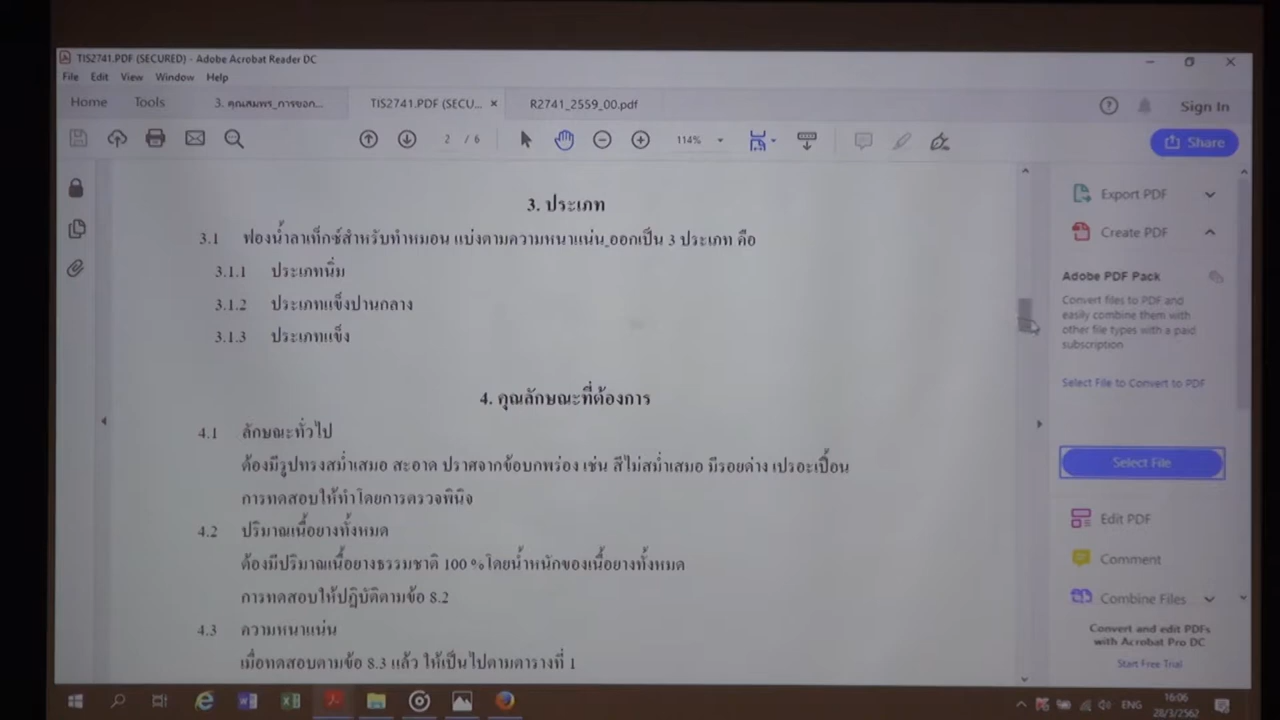 TIS2741.PDF (SECURED) - Adobe Acrobat Reader DC
File Edit View Window Help
Home Tools 3. คุณสมพร_การขอก... TIS2741.PDF (SECU... × R2741_2559_00.pdf Sign In
2 / 6 114% Share
3. ประเภท
3.1 ฟองน้ำลาเท็กซ์สำหรับทำหมอน แบ่งตามความหนาแน่น ออกเป็น 3 ประเภท คือ
3.1.1 ประเภทนิ่ม
3.1.2 ประเภทแข็งปานกลาง
3.1.3 ประเภทแข็ง
4. คุณลักษณะที่ต้องการ
4.1 ลักษณะทั่วไป
ต้องมีรูปทรงสม่ำเสมอ สะอาด ปราศจากข้อบกพร่อง เช่น สีไม่สม่ำเสมอ มีรอยด่าง เปรอะเปื้อน
การทดสอบให้ทำโดยการตรวจพินิจ
4.2 ปริมาณเนื้อยางทั้งหมด
ต้องมีปริมาณเนื้อยางธรรมชาติ 100 %โดยน้ำหนักของเนื้อยางทั้งหมด
การทดสอบให้ปฏิบัติตามข้อ 8.2
4.3 ความหนาแน่น
เมื่อทดสอบตามข้อ 8.3 แล้ว ให้เป็นไปตามตารางที่ 1
Export PDF
Create PDF
Adobe PDF Pack
Convert files to PDF and
easily combine them with
other file types with a paid
subscription
Select File to Convert to PDF
Select File
Edit PDF
Comment
Combine Files
Convert and edit PDFs
with Acrobat Pro DC
Start Free Trial
ENG
16:06
28/3/2562